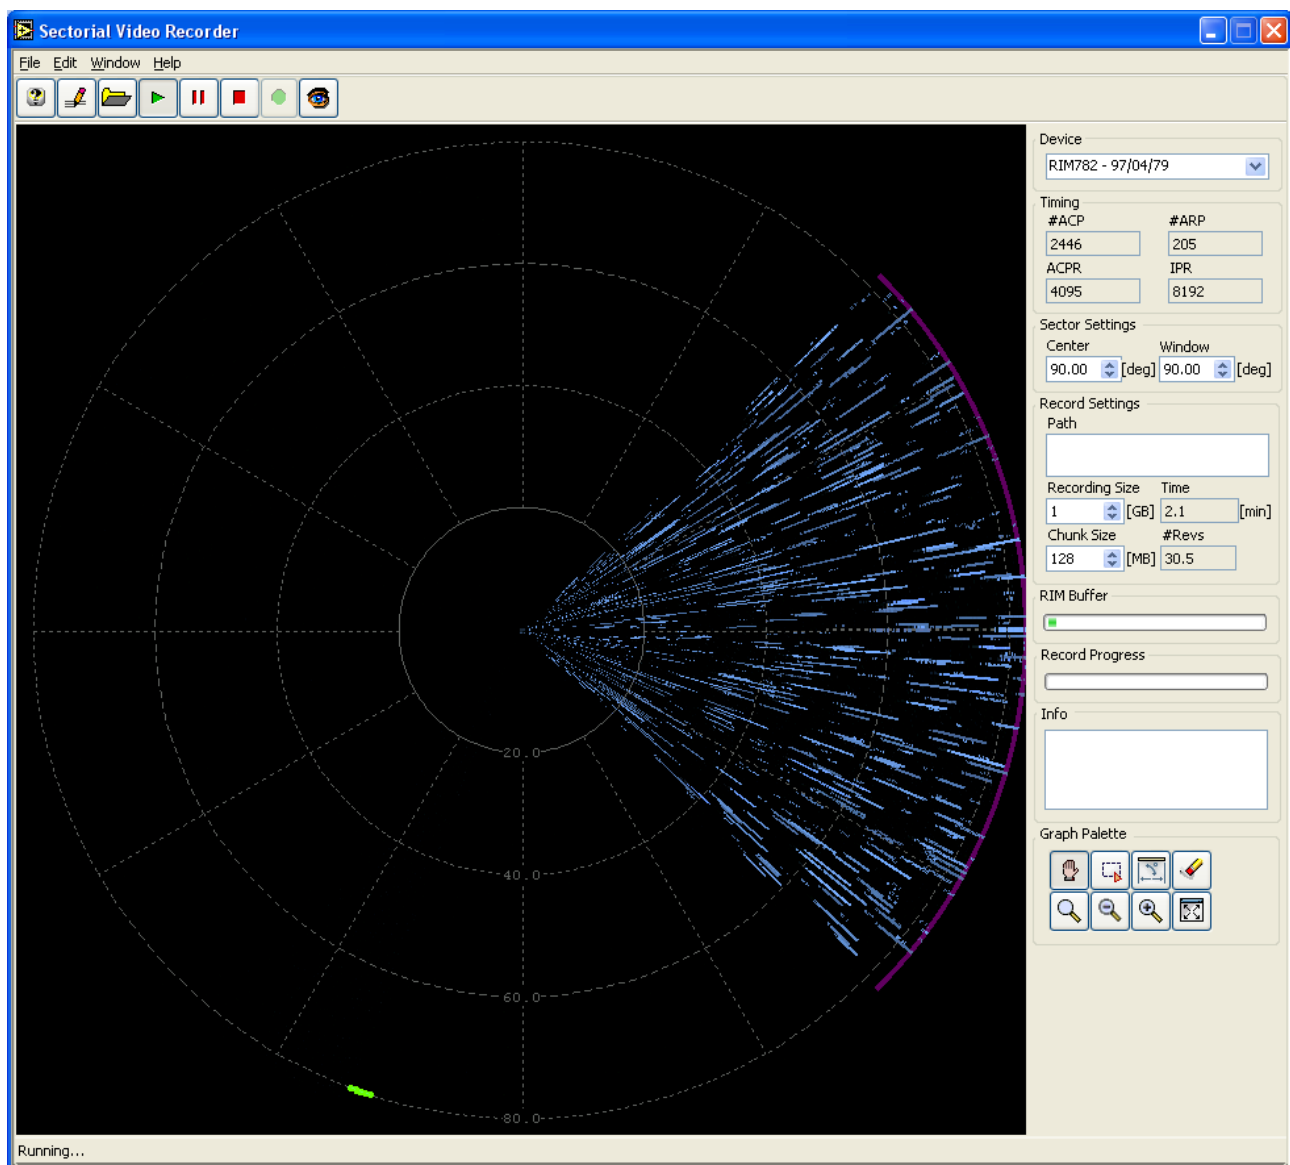 Sectorial Video Recorder
File Edit Window Help
Device
RIM782 - 97/04/79
Timing
#ACP #ARP
2446 205
ACPR IPR
4095 8192
Sector Settings
Center Window
90.00 [deg] 90.00 [deg]
Record Settings
Path
Recording Size Time
1 [GB] 2.1 [min]
Chunk Size #Revs
128 [MB] 30.5
RIM Buffer
Record Progress
Info
Graph Palette
20.0
40.0
60.0
80.0
Running...